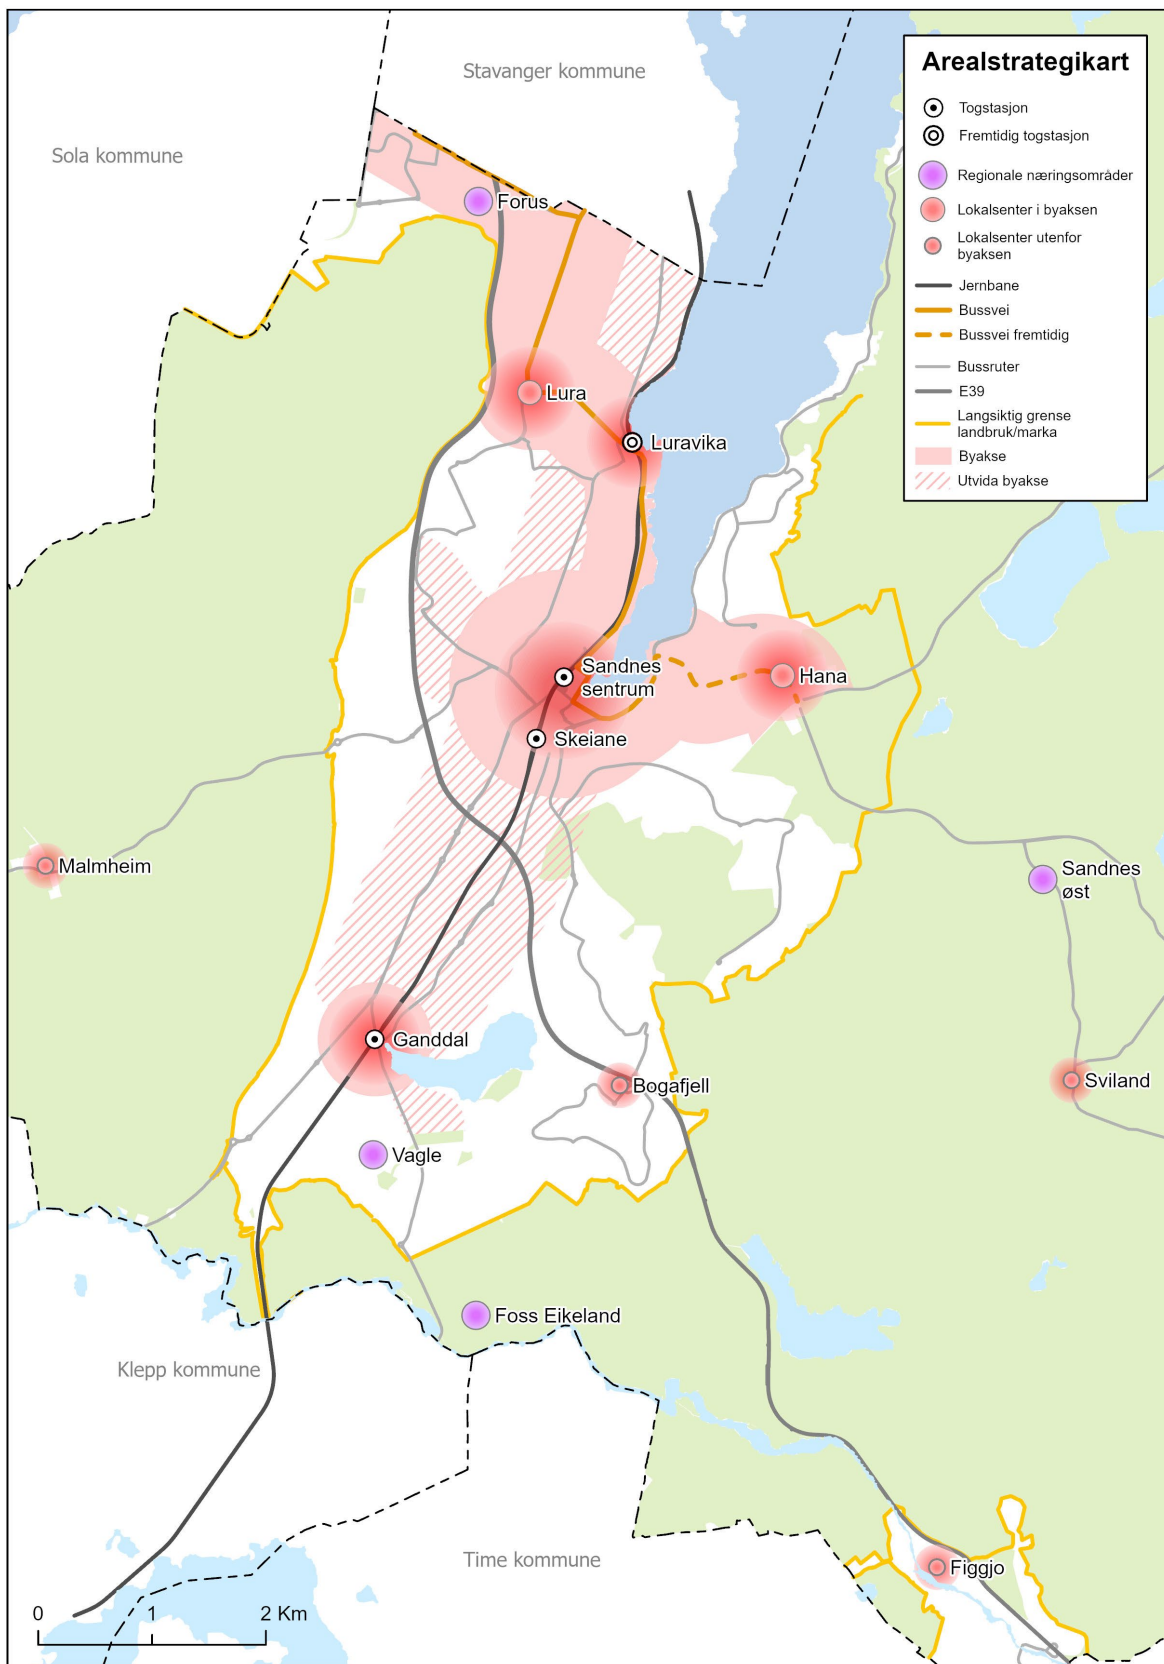 Stavanger kommune
Sola kommune
Arealstrategikart
Togstasjon
Fremtidig togstasjon
Regionale næringsområder
Lokalsenter i byaksen
Lokalsenter utenfor
byaksen
Jernbane
Bussvei
Bussvei fremtidig
Bussruter
E39
Langsiktig grense
landbruk/marka
Byakse
Utvida byakse
Forus
Lura
Luravika
Sandnes
sentrum
Hana
Skeiane
Malmheim
Sandnes
øst
Ganddal
Bogafjell
Sviland
Vagle
Foss Eikeland
Klepp kommune
Time kommune
Figgjo
0 1 2 Km